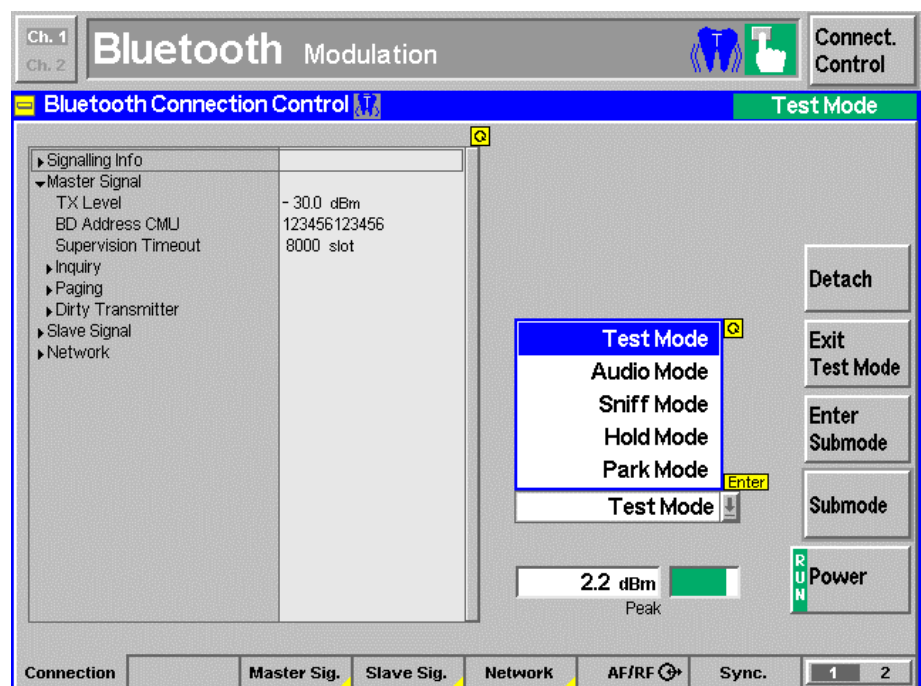 Ch. 1
Ch. 2
Bluetooth Modulation
T
Connect.
Control
Bluetooth Connection Control
T
Test Mode
Signalling Info
Master Signal
TX Level - 30.0 dBm
BD Address CMU 123456123456
Supervision Timeout 8000 slot
Inquiry
Paging
Dirty Transmitter
Slave Signal
Network
Test Mode
Audio Mode
Sniff Mode
Hold Mode
Park Mode
Enter
Test Mode
2.2 dBm
Peak
Detach
Exit
Test Mode
Enter
Submode
Submode
RUN
Power
Connection
Master Sig.
Slave Sig.
Network
AF/RF
Sync.
1 2